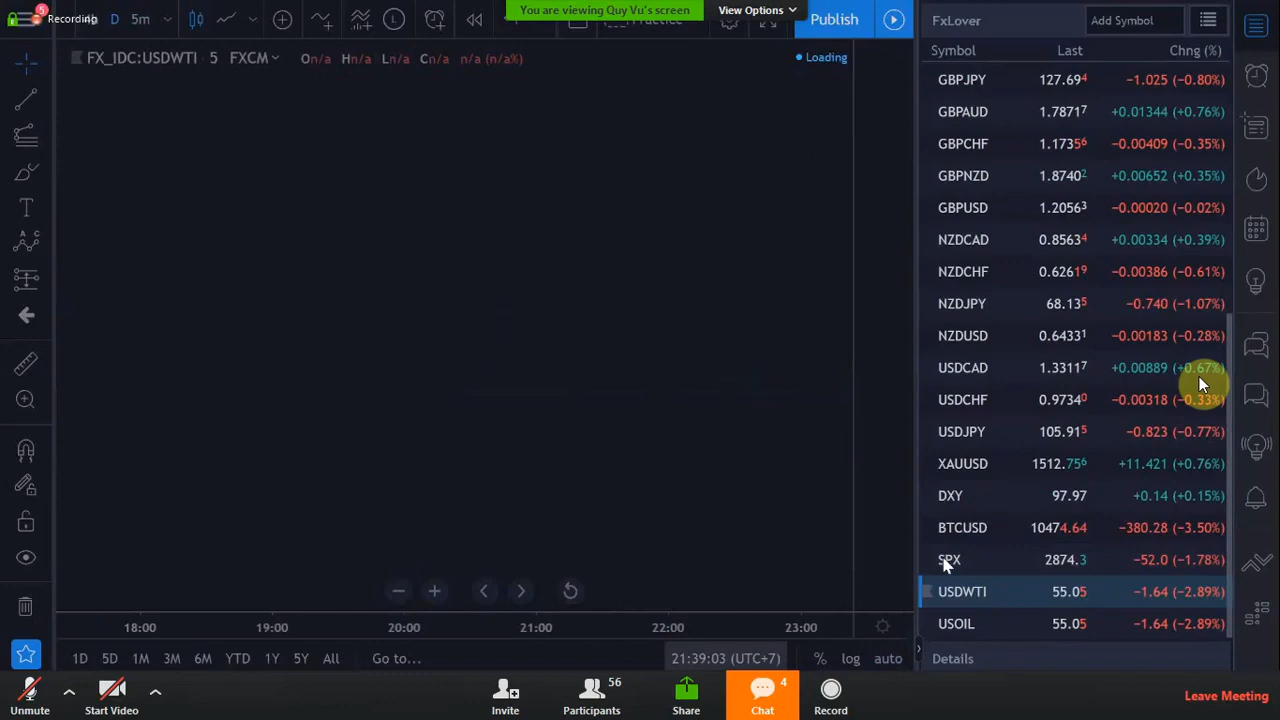 5
Recording
D
5m
You are viewing Quy Vu's screen
View Options
Publish
FxLover
Add Symbol
FX_IDC:USDWTI 5 FXCM
On/a Hn/a Ln/a Cn/a n/a (n/a%)
Loading
Symbol Last Chng (%)
GBPJPY 127.694 −1.025 (−0.80%)
GBPAUD 1.78717 +0.01344 (+0.76%)
GBPCHF 1.17356 −0.00409 (−0.35%)
GBPNZD 1.87402 +0.00652 (+0.35%)
GBPUSD 1.20563 −0.00020 (−0.02%)
NZDCAD 0.85634 +0.00334 (+0.39%)
NZDCHF 0.62619 −0.00386 (−0.61%)
NZDJPY 68.135 −0.740 (−1.07%)
NZDUSD 0.64331 −0.00183 (−0.28%)
USDCAD 1.33117 +0.00889 (+0.67%)
USDCHF 0.97340 −0.00318 (−0.33%)
USDJPY 105.915 −0.823 (−0.77%)
XAUUSD 1512.756 +11.421 (+0.76%)
DXY 97.97 +0.14 (+0.15%)
BTCUSD 10474.64 −380.28 (−3.50%)
SPX 2874.3 −52.0 (−1.78%)
USDWTI 55.05 −1.64 (−2.89%)
USOIL 55.05 −1.64 (−2.89%)
18:00 19:00 20:00 21:00 22:00 23:00
1D 5D 1M 3M 6M YTD 1Y 5Y All Go to... 21:39:03 (UTC+7) % log auto
Details
Unmute
Start Video
Invite
56
Participants
Share
4
Chat
Record
Leave Meeting